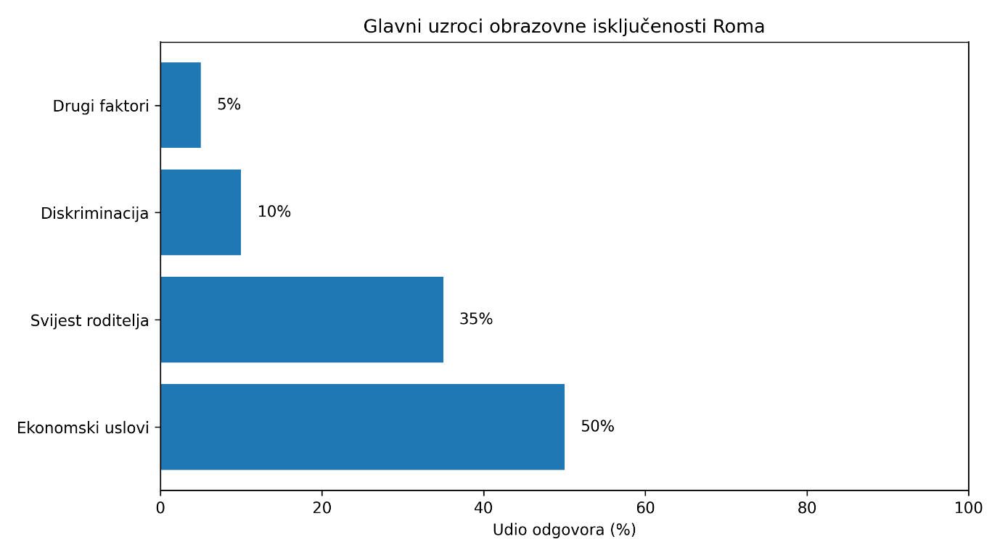 Glavni uzroci obrazovne isključenosti Roma
Drugi faktori
5%
Diskriminacija
10%
Svijest roditelja
35%
Ekonomski uslovi
50%
0 20 40 60 80 100
Udio odgovora (%)